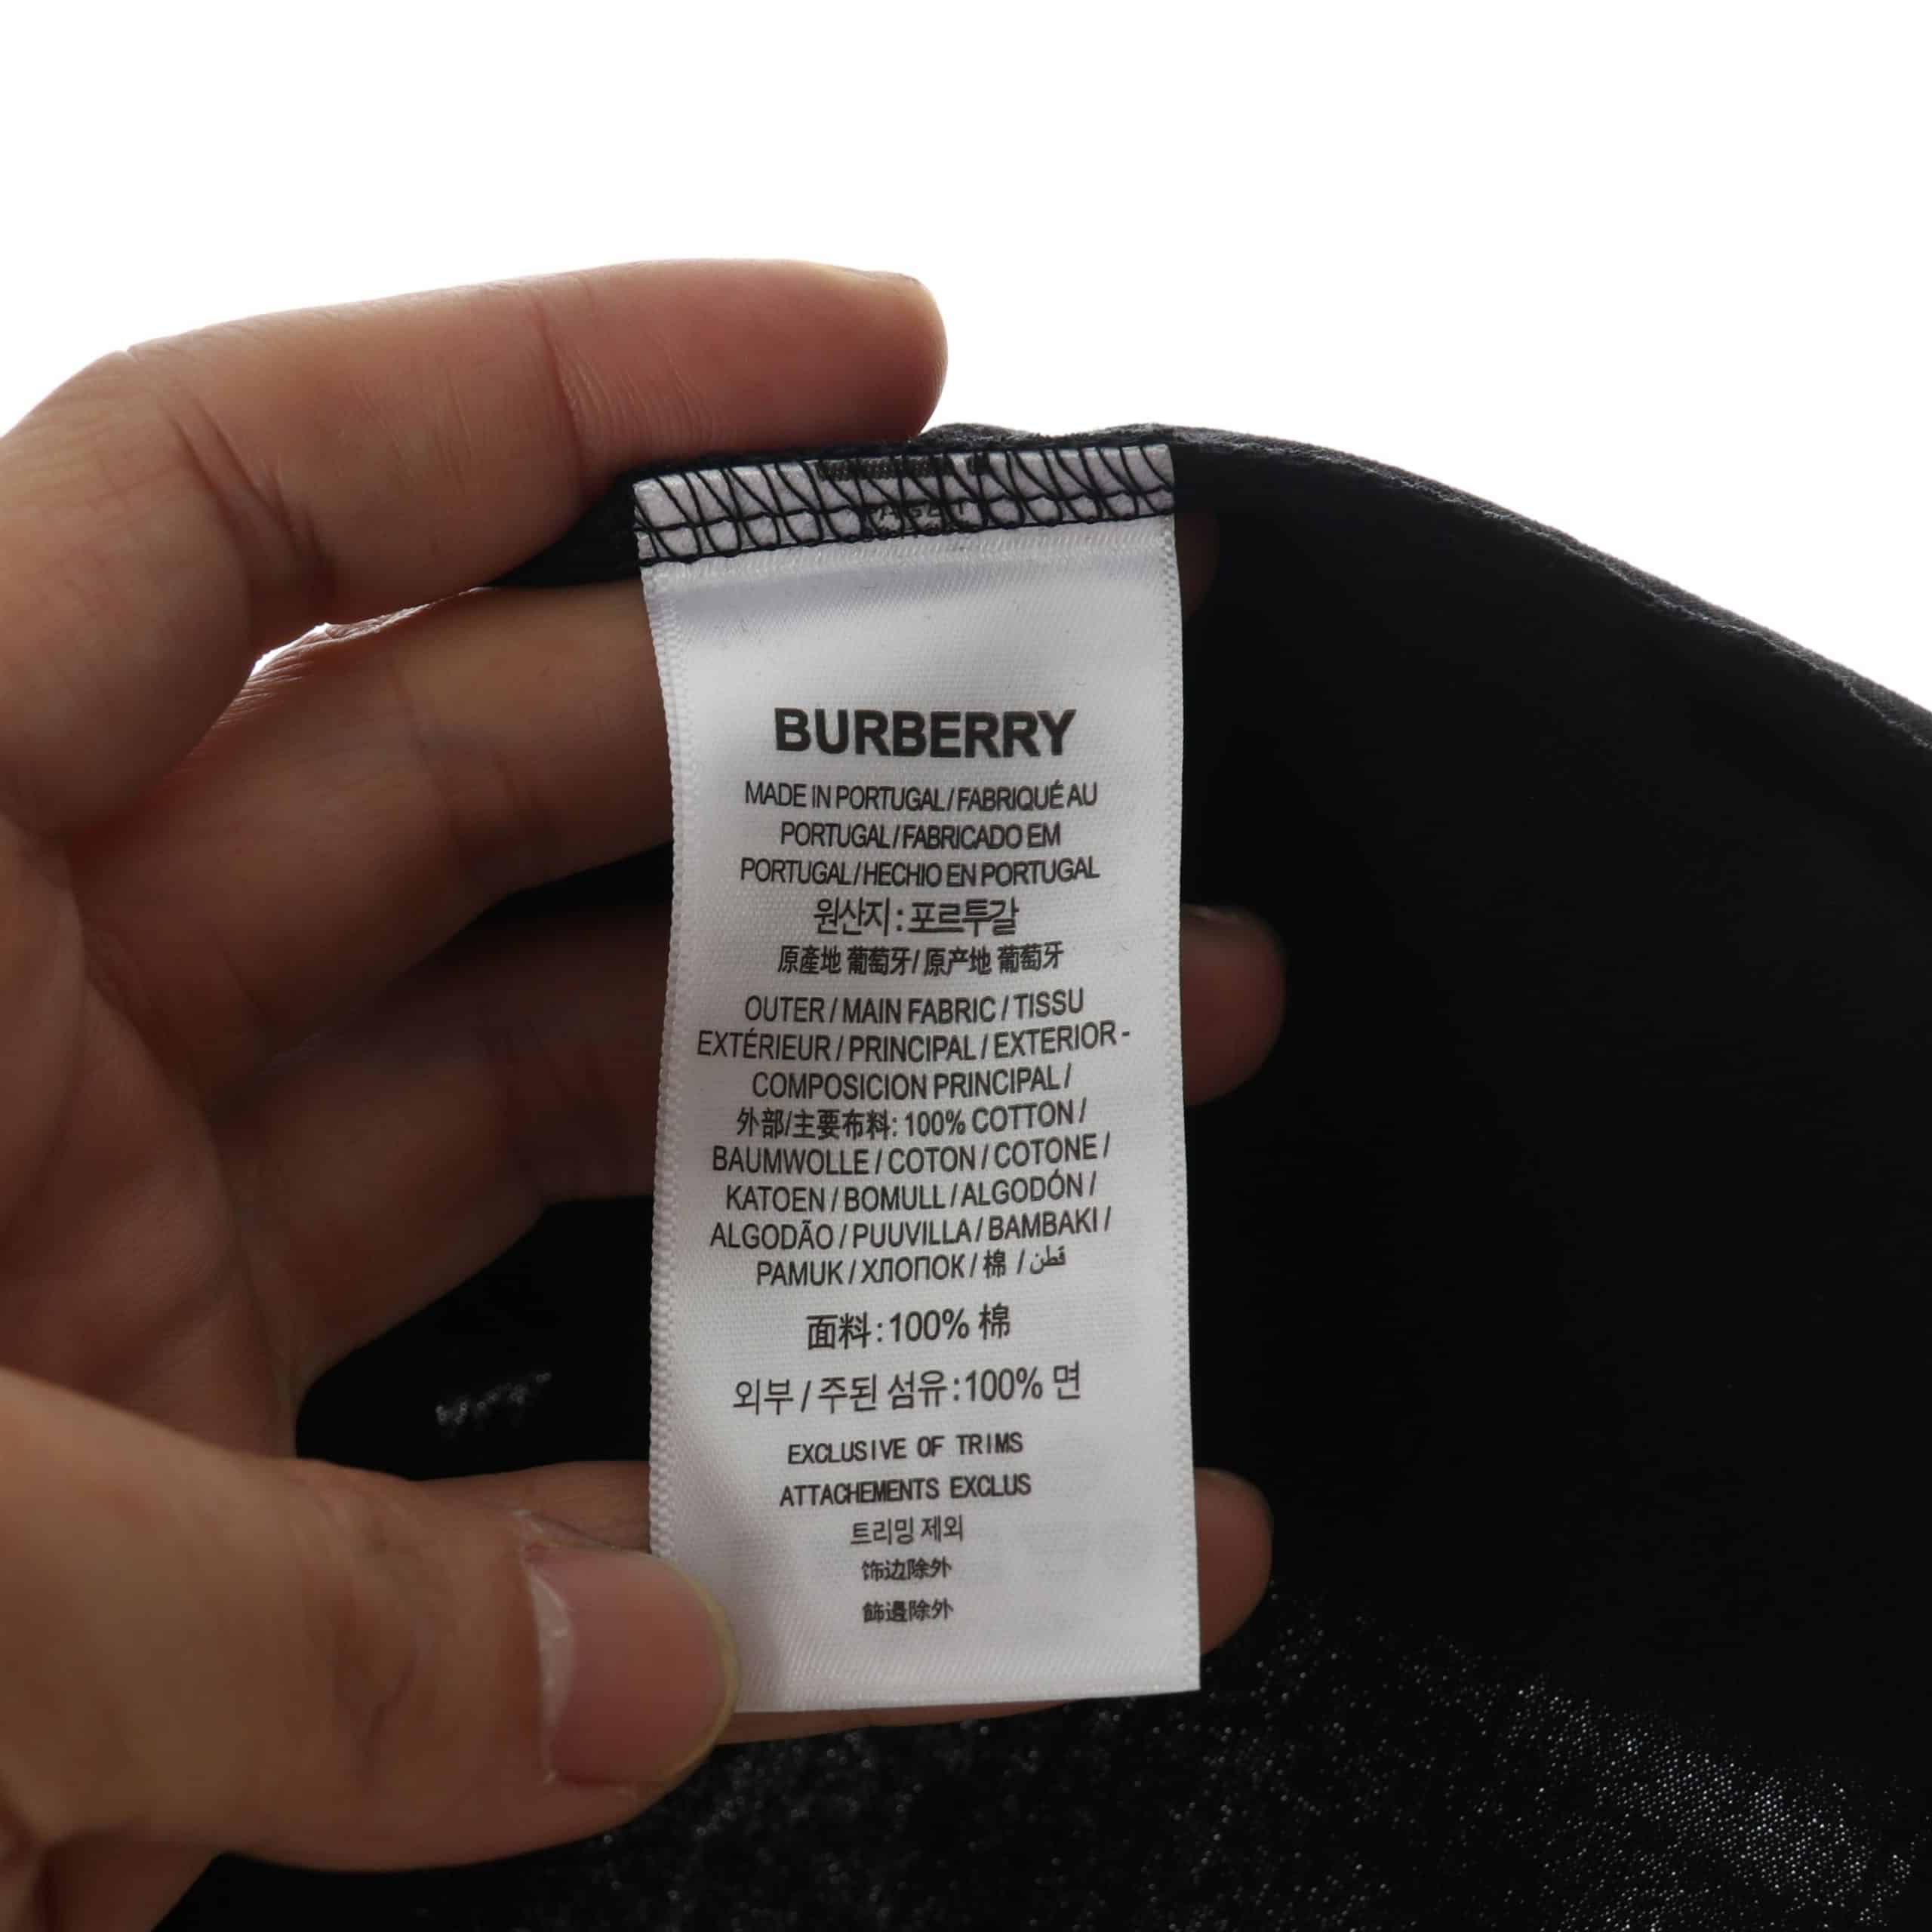 BURBERRY
MADE IN PORTUGAL / FABRIQUÉ AU
PORTUGAL / FABRICADO EM
PORTUGAL / HECHIO EN PORTUGAL
원산지 : 포르투갈
原產地 葡萄牙 / 原产地 葡萄牙
OUTER / MAIN FABRIC / TISSU
EXTÉRIEUR / PRINCIPAL / EXTERIOR -
COMPOSICION PRINCIPAL /
外部/主要布料: 100% COTTON /
BAUMWOLLE / COTON / COTONE /
KATOEN / BOMULL / ALGODÓN /
ALGODÃO / PUUVILLA / BAMBAKI /
PAMUK / ХЛОПОК / 棉 / قطن
面料 : 100% 棉
외부 / 주된 섬유 : 100% 면
EXCLUSIVE OF TRIMS
ATTACHEMENTS EXCLUS
트리밍 제외
饰边除外
飾邊除外